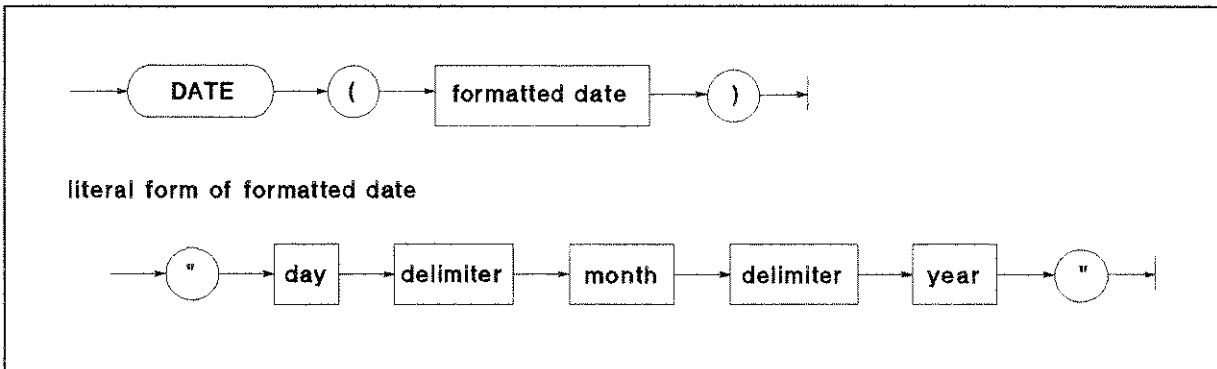 DATE ( formatted date )
literal form of formatted date
" day delimiter month delimiter year "